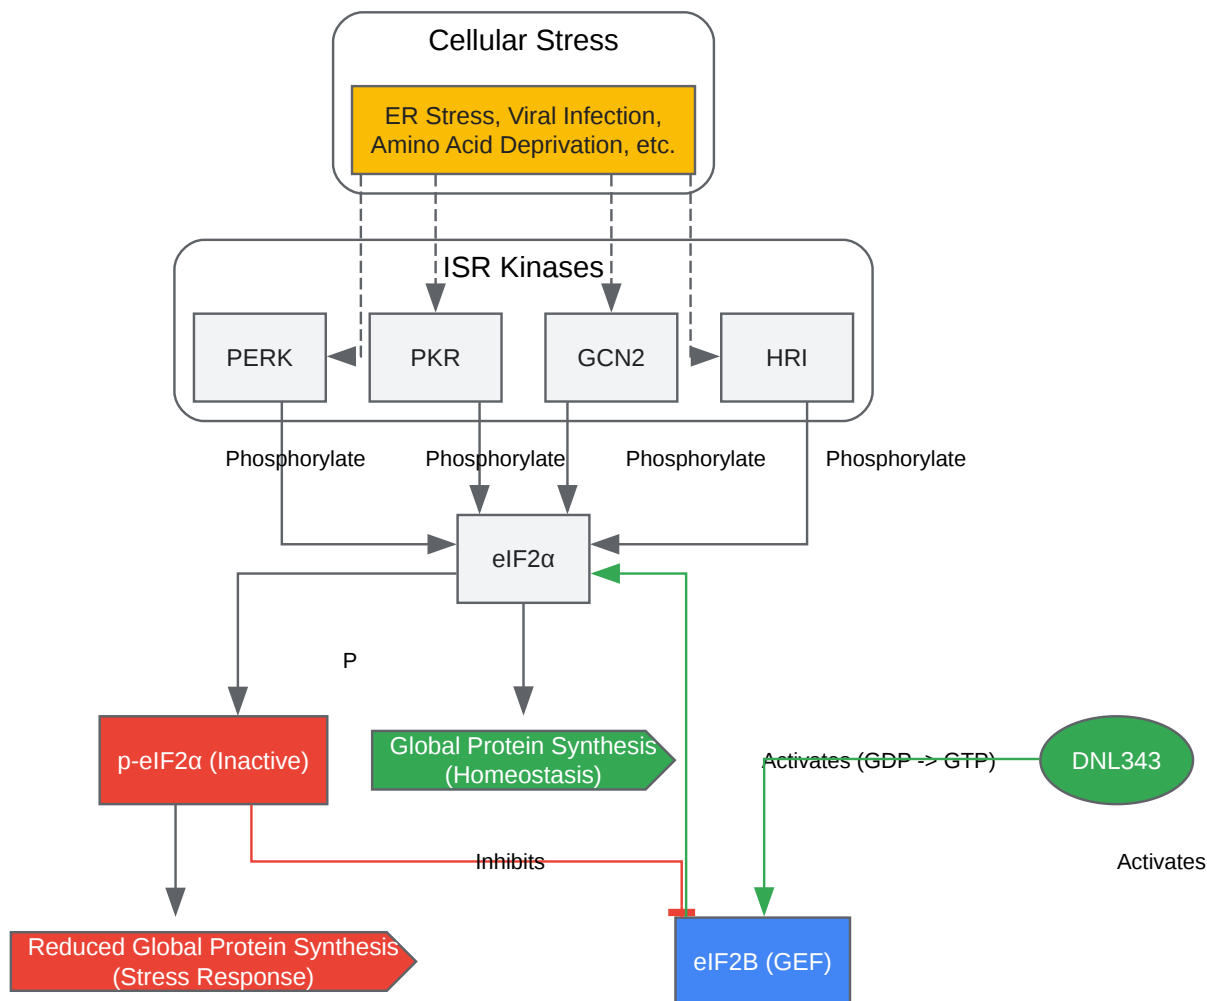 Cellular Stress
ER Stress, Viral Infection,
Amino Acid Deprivation, etc.
ISR Kinases
PERK
PKR
GCN2
HRI
Phosphorylate
Phosphorylate
Phosphorylate
Phosphorylate
eIF2α
P
p-eIF2α (Inactive)
Global Protein Synthesis
(Homeostasis)
Activates (GDP -> GTP)
DNL343
Inhibits
Activates
Reduced Global Protein Synthesis
(Stress Response)
eIF2B (GEF)